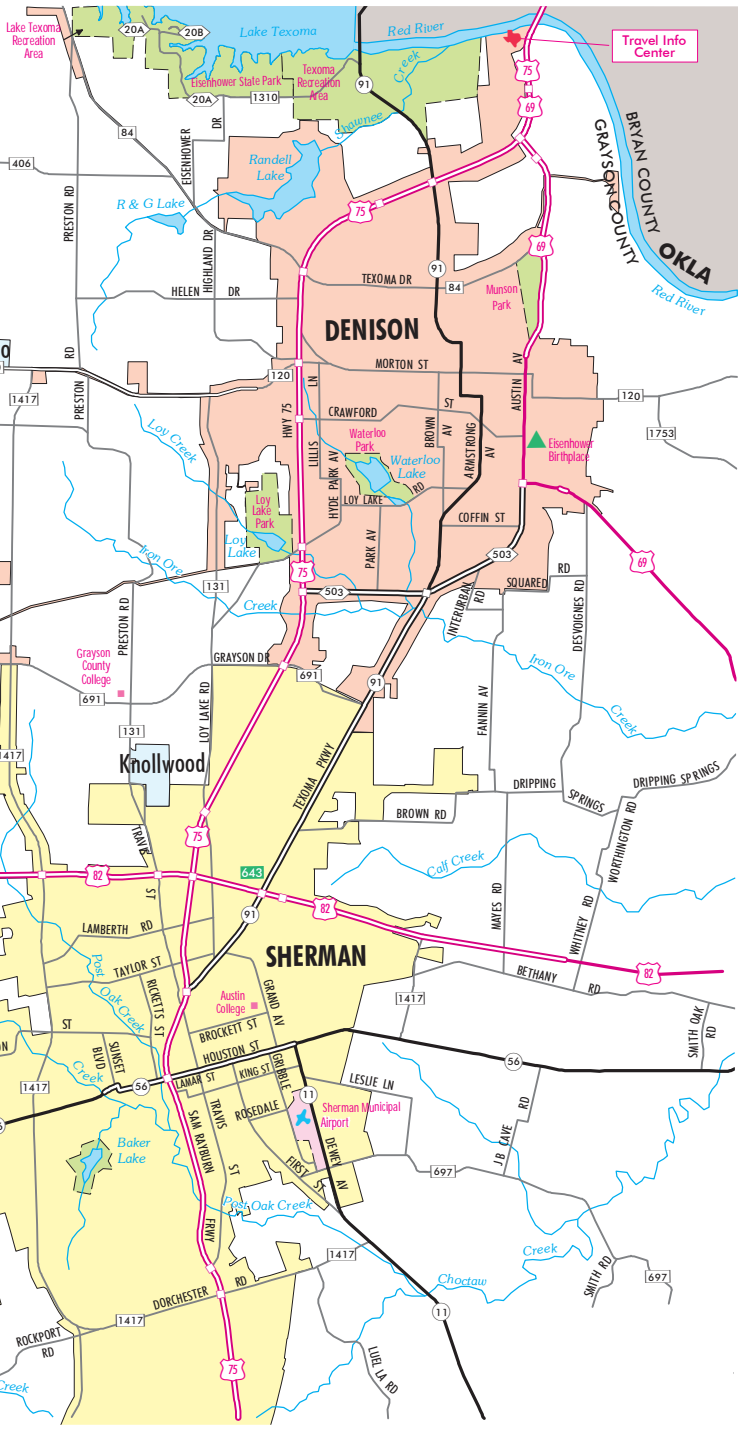 Lake Texoma
Recreation
Area
20A
20B
Lake Texoma
Red River
Travel Info
Center
Eisenhower State Park
Texoma
Recreation
Area
91
75
20A
1310
Creek
Shawnee
69
84
EISENHOWER
DR
BRYAN COUNTY
GRAYSON COUNTY
406
Randell
Lake
PRESTON RD
R & G Lake
75
HIGHLAND DR
69
OKLA
91
TEXOMA DR
84
HELEN DR
Munson
Park
Red River
DENISON
RD
MORTON ST
120
LN
AUSTIN AV
1417
PRESTON
120
HWY 75
CRAWFORD ST
BROWN AV
ARMSTRONG AV
1753
Loy Creek
LILLIS
Waterloo
Park
Eisenhower
Birthplace
HYDE PARK AV
Waterloo
Lake
LOY LAKE RD
Loy
Lake
Park
COFFIN ST
Loy
Lake
PARK AV
503
Iron Ore
75
69
131
503
SQUARED RD
Creek
INTERURBAN
RD
PRESTON RD
DESVOIGNES RD
Grayson
County
College
GRAYSON DR
691
Iron Ore
Creek
91
691
LOY LAKE RD
FANNIN AV
131
1417
Knollwood
TEXOMA PKWY
DRIPPING
SPRINGS
DRIPPING SPRINGS
BROWN RD
75
TRAVIS
ST
WORTHINGTON RD
643
Calf Creek
82
82
MAYES RD
91
LAMBERTH RD
WHITNEY RD
SHERMAN
Post
Oak Creek
TAYLOR ST
BETHANY RD
82
RICKETTS ST
Austin
College
GRAND AV
1417
SMITH OAK
RD
ST
BROCKETT ST
SUNSET
BLVD
HOUSTON ST
56
Creek
LAMAR ST
KING ST
GRIBBLE
1417
56
LESLIE LN
11
TRAVIS
ST
ROSEDALE
Sherman Municipal
Airport
SAM RAYBURN
FRWY
J B CAVE RD
Baker
Lake
DEWEY AV
FIRST
ST
697
Post Oak Creek
1417
Creek
SMITH RD
697
Choctaw
DORCHESTER RD
1417
11
ROCKPORT
RD
75
LUEL LA RD
Creek